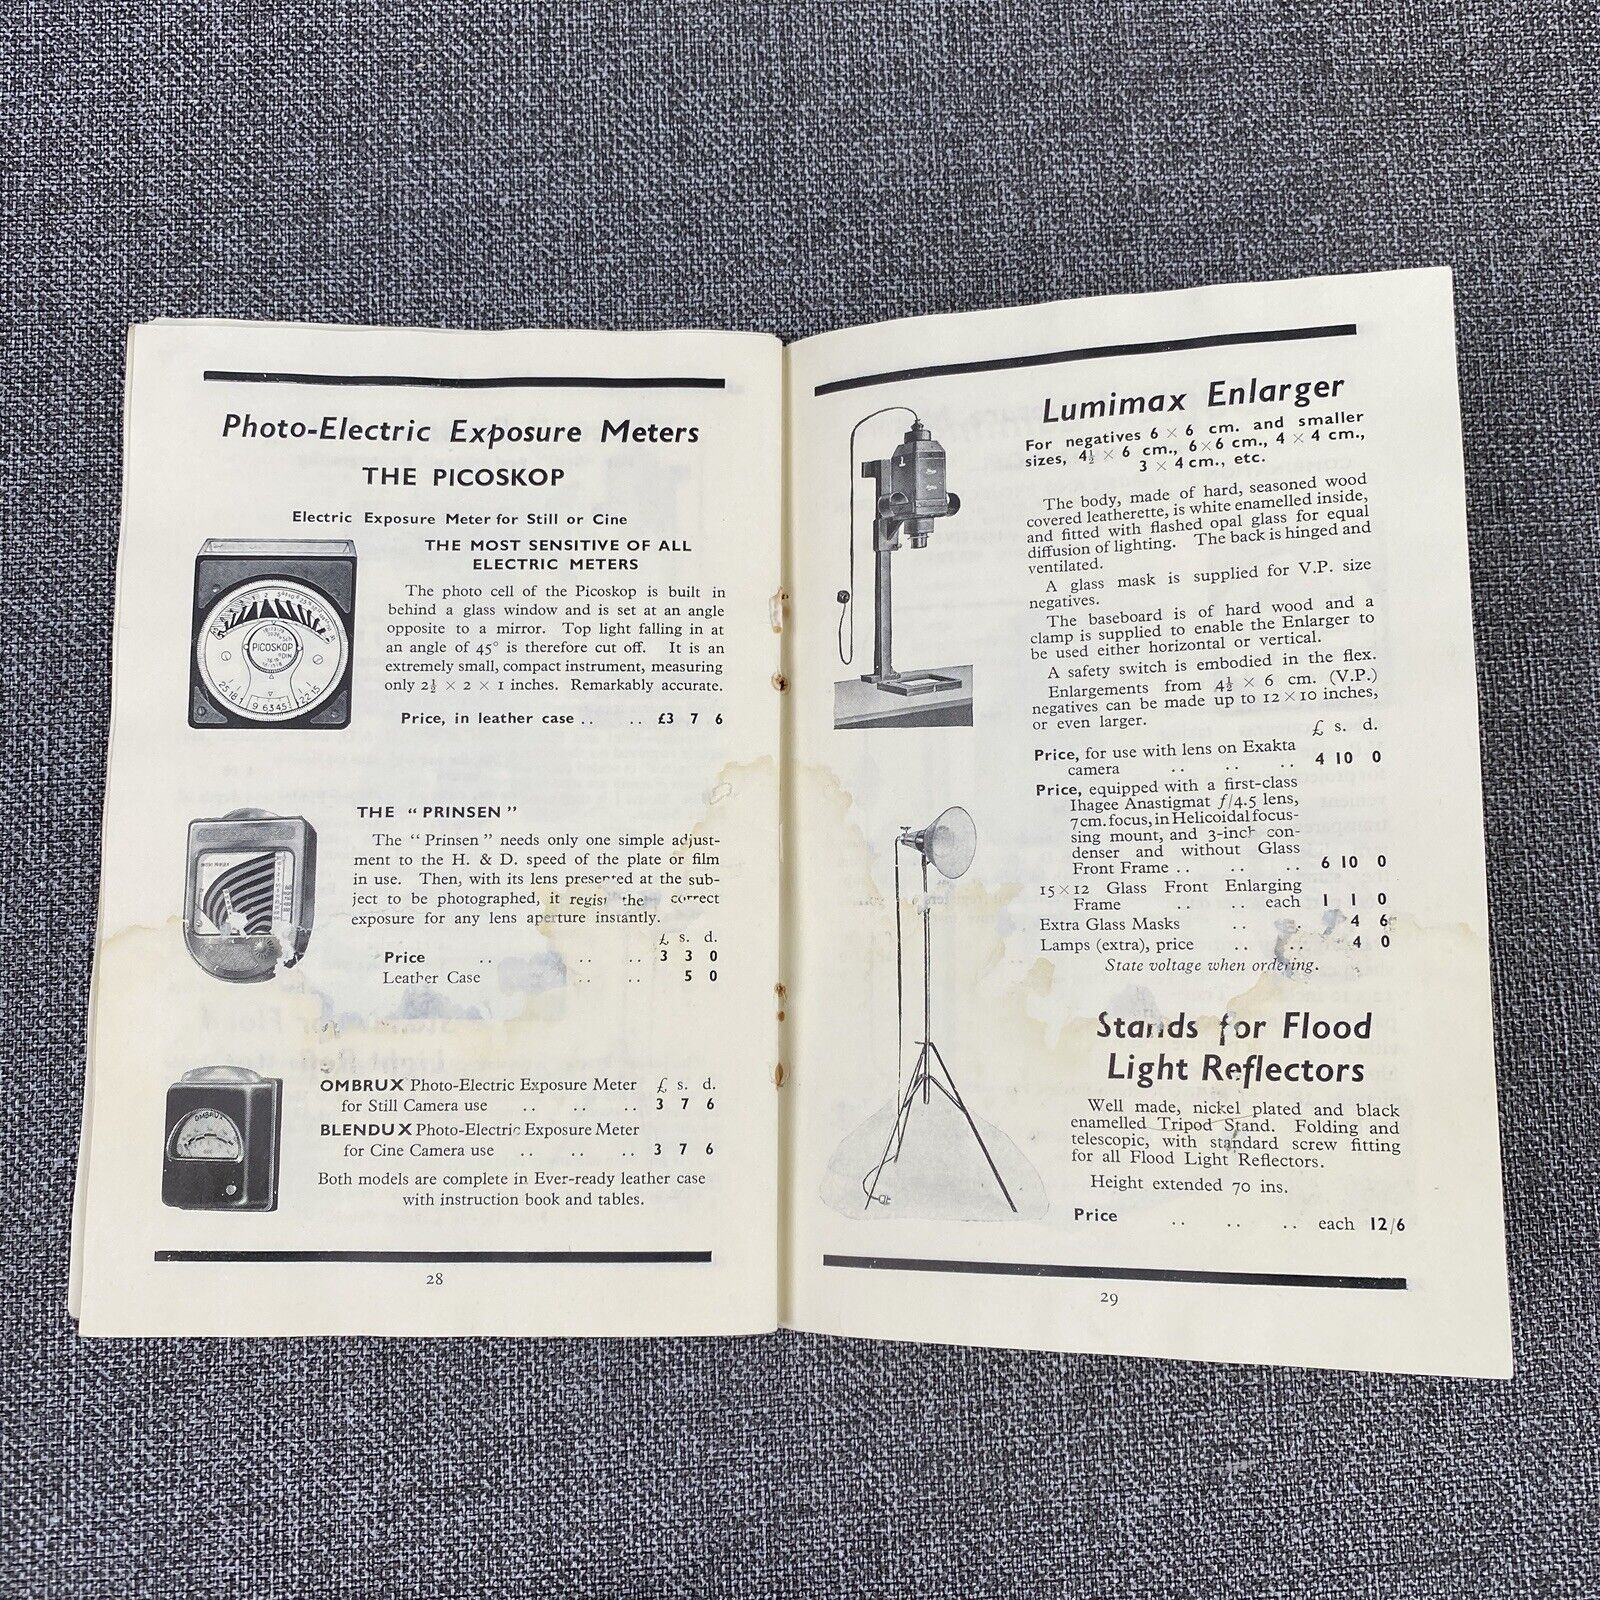 Photo-Electric Exposure Meters
THE PICOSKOP
Electric Exposure Meter for Still or Cine
THE MOST SENSITIVE OF ALL
ELECTRIC METERS
The photo cell of the Picoskop is built in
behind a glass window and is set at an angle
opposite to a mirror. Top light falling in at
an angle of 45° is therefore cut off. It is an
extremely small, compact instrument, measuring
only 2½ × 2 × 1 inches. Remarkably accurate.
Price, in leather case .. .. £3 7 6
PICOSKOP
THE "PRINSEN"
The "Prinsen" needs only one simple adjust-
ment to the H. & D. speed of the plate or film
in use. Then, with its lens presented at the sub-
ject to be photographed, it the correct
exposure for any lens aperture instantly.
£ s. d.
Price .. .. .. 3 3 0
Leather Case .. .. 5 0
OMBRUX
OMBRUX Photo-Electric Exposure Meter £ s. d.
for Still Camera use .. .. .. 3 7 6
BLENDUX Photo-Electric Exposure Meter
for Cine Camera use .. .. .. 3 7 6
Both models are complete in Ever-ready leather case
with instruction book and tables.
28
Lumimax Enlarger
For negatives 6 × 6 cm. and smaller
sizes, 4½ × 6 cm., 6×6 cm., 4 × 4 cm.,
3 × 4 cm., etc.
The body, made of hard, seasoned wood
covered leatherette, is white enamelled inside,
and fitted with flashed opal glass for equal
diffusion of lighting. The back is hinged and
ventilated.
A glass mask is supplied for V.P. size
negatives.
The baseboard is of hard wood and a
clamp is supplied to enable the Enlarger to
be used either horizontal or vertical.
A safety switch is embodied in the flex.
Enlargements from 4½ × 6 cm. (V.P.)
negatives can be made up to 12 × 10 inches,
or even larger.
£ s. d.
Price, for use with lens on Exakta
camera .. .. .. 4 10 0
Price, equipped with a first-class
Ihagee Anastigmat f/4.5 lens,
7cm. focus, in Helicoidal focus-
sing mount, and 3-inch con-
denser and without Glass
Front Frame .. .. .. 6 10 0
15×12 Glass Front Enlarging
Frame .. .. each 1 1 0
Extra Glass Masks .. .. 4 6
Lamps (extra), price .. .. 4 0
State voltage when ordering.
Stands for Flood
Light Reflectors
Well made, nickel plated and black
enamelled Tripod Stand. Folding and
telescopic, with standard screw fitting
for all Flood Light Reflectors.
Height extended 70 ins.
Price .. .. .. each 12/6
29